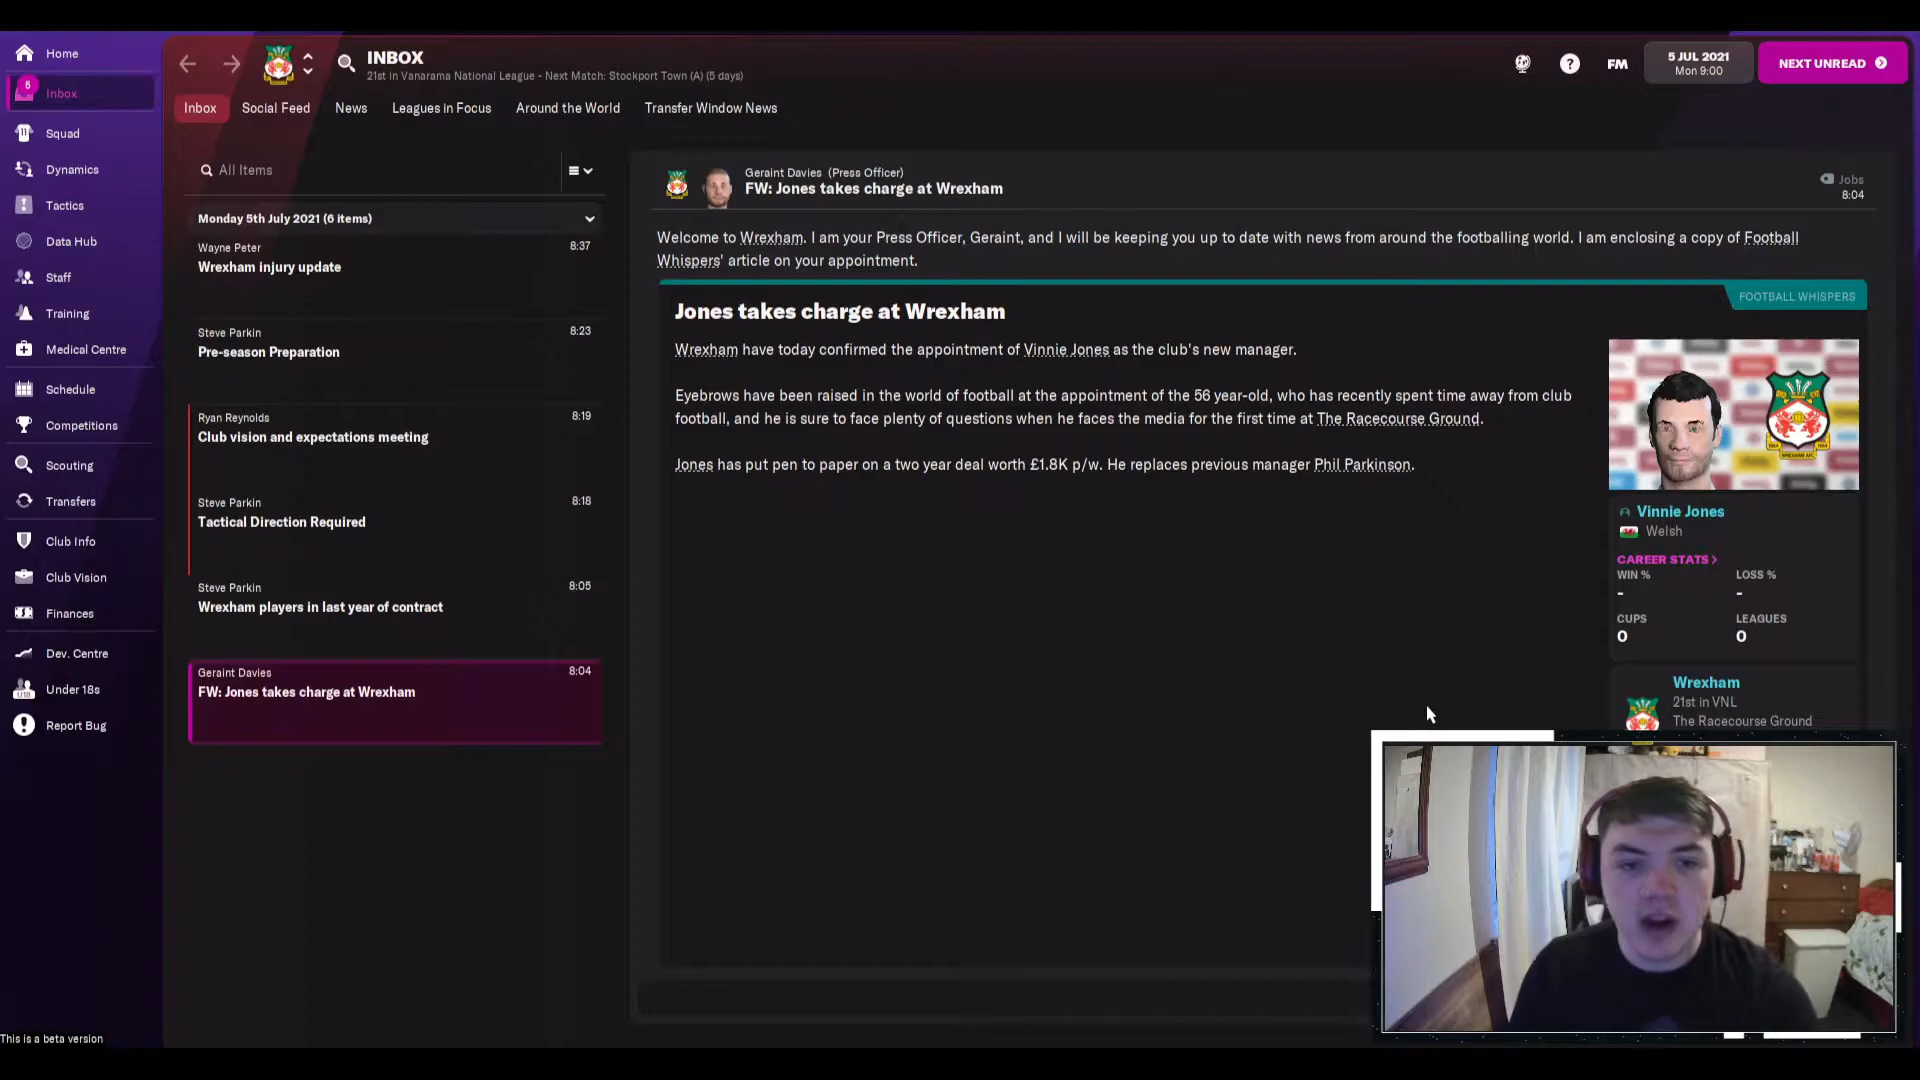 Home
Inbox
6
Squad
Dynamics
Tactics
Data Hub
Staff
Training
Medical Centre
Schedule
Competitions
Scouting
Transfers
Club Info
Club Vision
Finances
Dev. Centre
Under 18s
Report Bug
This is a beta version
INBOX
21st in Vanarama National League - Next Match: Stockport Town (A) (5 days)
FM
5 JUL 2021
Mon 9:00
NEXT UNREAD
Inbox
Social Feed
News
Leagues in Focus
Around the World
Transfer Window News
All Items
Monday 5th July 2021 (6 items)
Wayne Peter
8:37
Wrexham injury update
Steve Parkin
8:23
Pre-season Preparation
Ryan Reynolds
8:19
Club vision and expectations meeting
Steve Parkin
8:18
Tactical Direction Required
Steve Parkin
8:05
Wrexham players in last year of contract
Geraint Davies
8:04
FW: Jones takes charge at Wrexham
Geraint Davies (Press Officer)
FW: Jones takes charge at Wrexham
Jobs
8:04
Welcome to Wrexham. I am your Press Officer, Geraint, and I will be keeping you up to date with news from around the footballing world. I am enclosing a copy of Football
Whispers' article on your appointment.
FOOTBALL WHISPERS
Jones takes charge at Wrexham
Wrexham have today confirmed the appointment of Vinnie Jones as the club's new manager.
Eyebrows have been raised in the world of football at the appointment of the 56 year-old, who has recently spent time away from club
football, and he is sure to face plenty of questions when he faces the media for the first time at The Racecourse Ground.
Jones has put pen to paper on a two year deal worth £1.8K p/w. He replaces previous manager Phil Parkinson.
Vinnie Jones
Welsh
CAREER STATS >
WIN %
LOSS %
-
-
CUPS
LEAGUES
0
0
Wrexham
21st in VNL
The Racecourse Ground